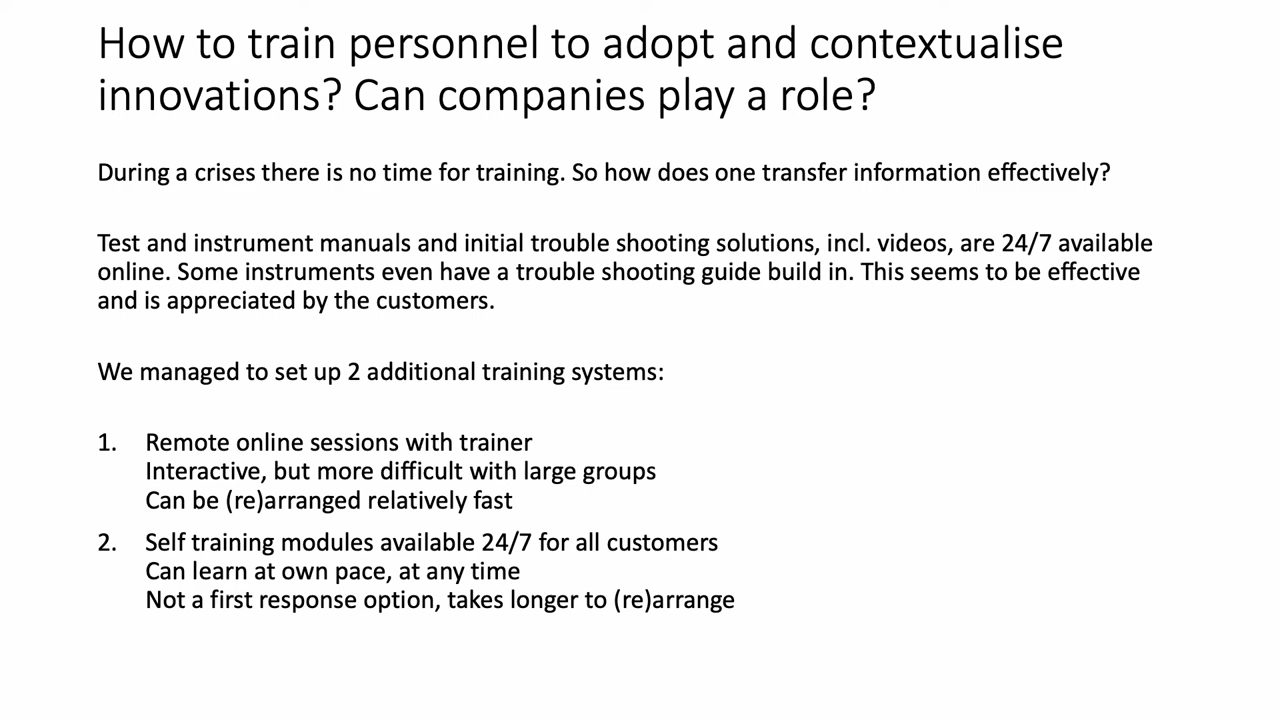 How to train personnel to adopt and contextualise
innovations? Can companies play a role?
During a crises there is no time for training. So how does one transfer information effectively?
Test and instrument manuals and initial trouble shooting solutions, incl. videos, are 24/7 available
online. Some instruments even have a trouble shooting guide build in. This seems to be effective
and is appreciated by the customers.
We managed to set up 2 additional training systems:
1. Remote online sessions with trainer
Interactive, but more difficult with large groups
Can be (re)arranged relatively fast
2. Self training modules available 24/7 for all customers
Can learn at own pace, at any time
Not a first response option, takes longer to (re)arrange